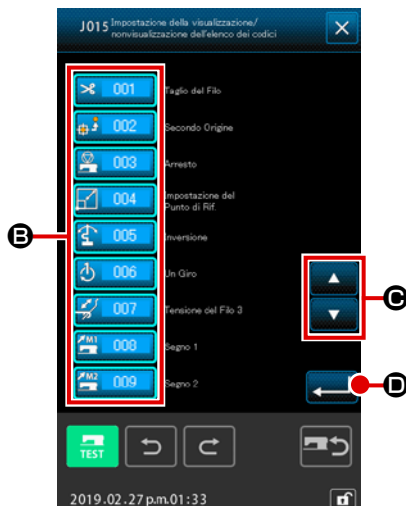 J015 Impostazione della visualizzazione/
nonvisualizzazione dell'elenco dei codici
001 Taglio del Filo
002 Secondo Origine
003 Arresto
004 Impostazione del
Punto di Rif.
B
005 Inversione
006 Un Giro
C
007 Tensione del Filo 3
M1 008 Segno 1
M2 009 Segno 2
D
TEST
2019.02.27 p.m.01:33